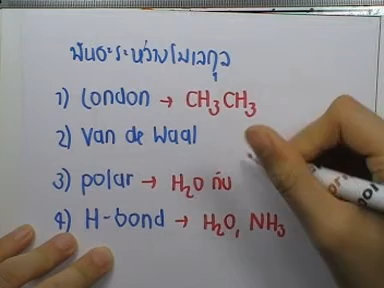 พันธะระหว่างโมเลกุล
1) London → CH₃CH₃
2) Van de Waal
3) polar → H₂O กับ
4) H-bond → H₂O, NH₃